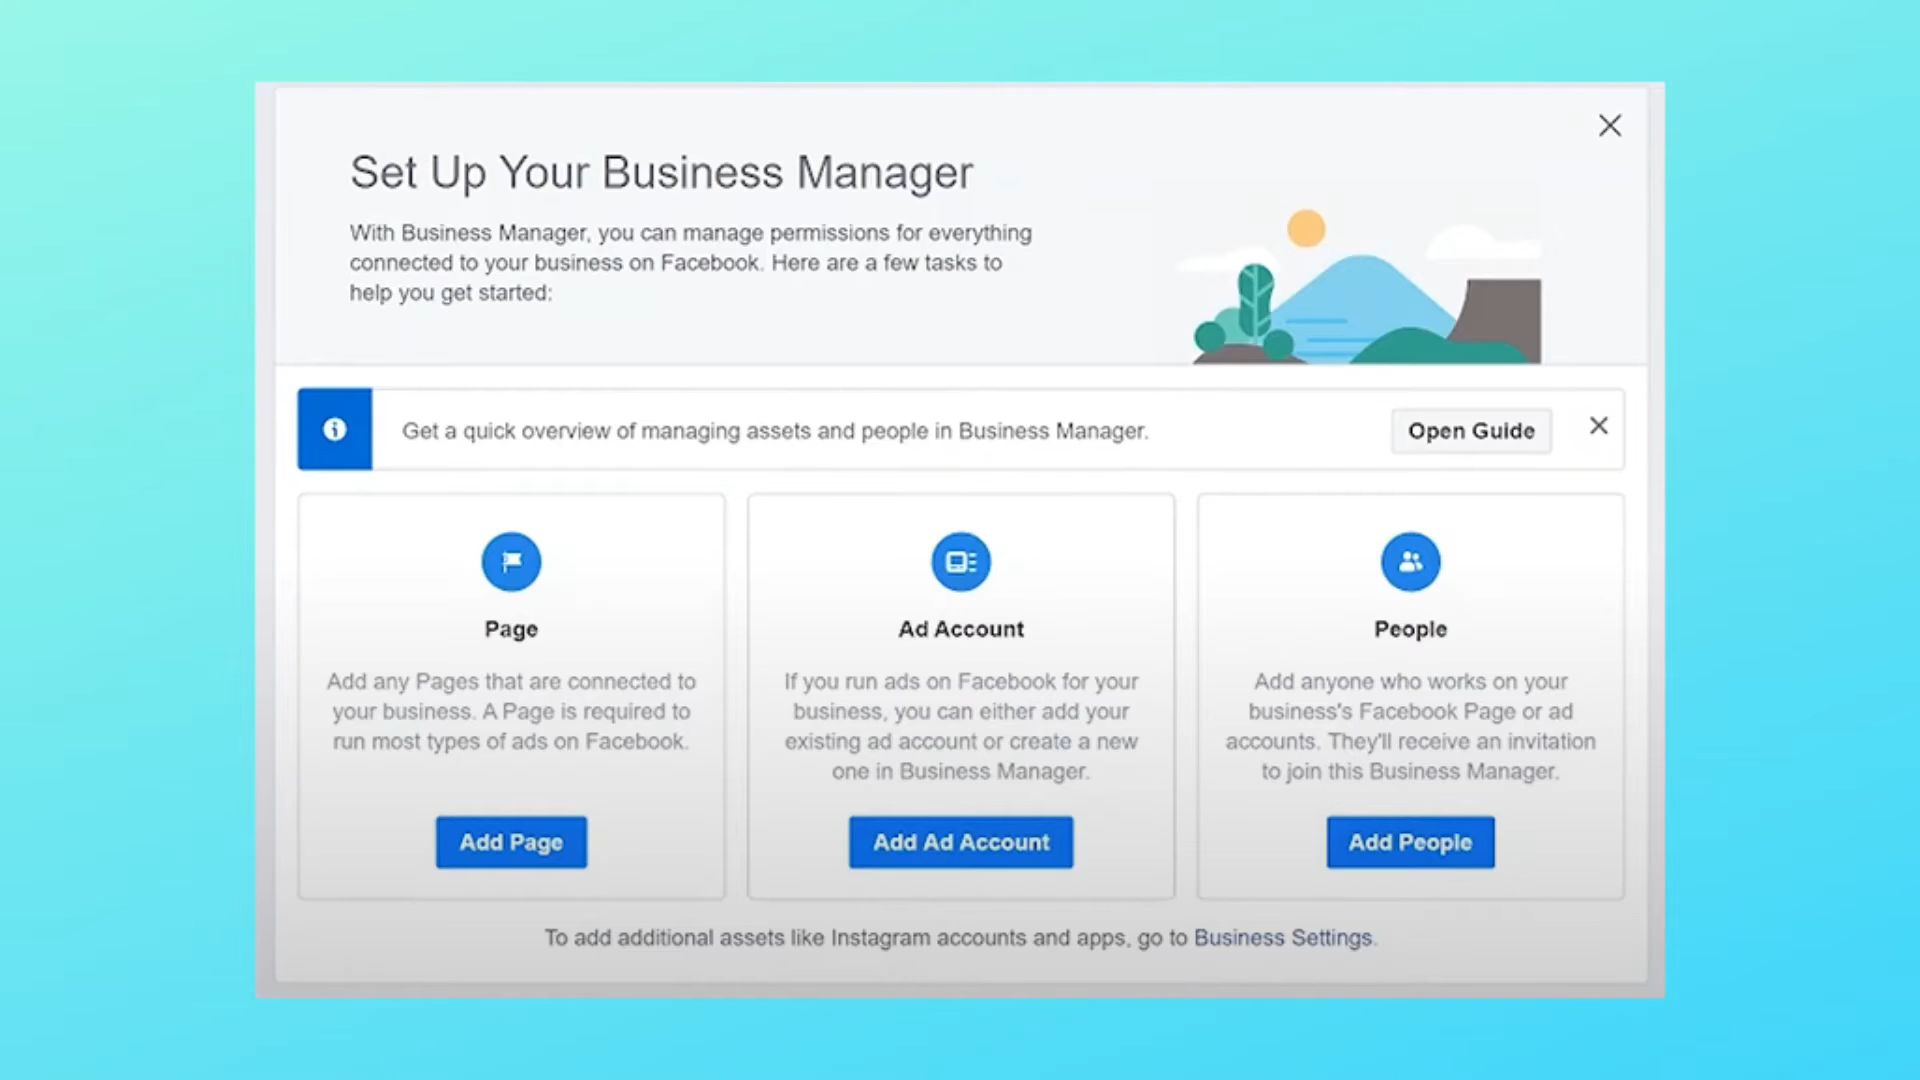 Set Up Your Business Manager
With Business Manager, you can manage permissions for everything
connected to your business on Facebook. Here are a few tasks to
help you get started:
Get a quick overview of managing assets and people in Business Manager.
Open Guide
Page
Add any Pages that are connected to
your business. A Page is required to
run most types of ads on Facebook.
Add Page
Ad Account
If you run ads on Facebook for your
business, you can either add your
existing ad account or create a new
one in Business Manager.
Add Ad Account
People
Add anyone who works on your
business's Facebook Page or ad
accounts. They'll receive an invitation
to join this Business Manager.
Add People
To add additional assets like Instagram accounts and apps, go to Business Settings.